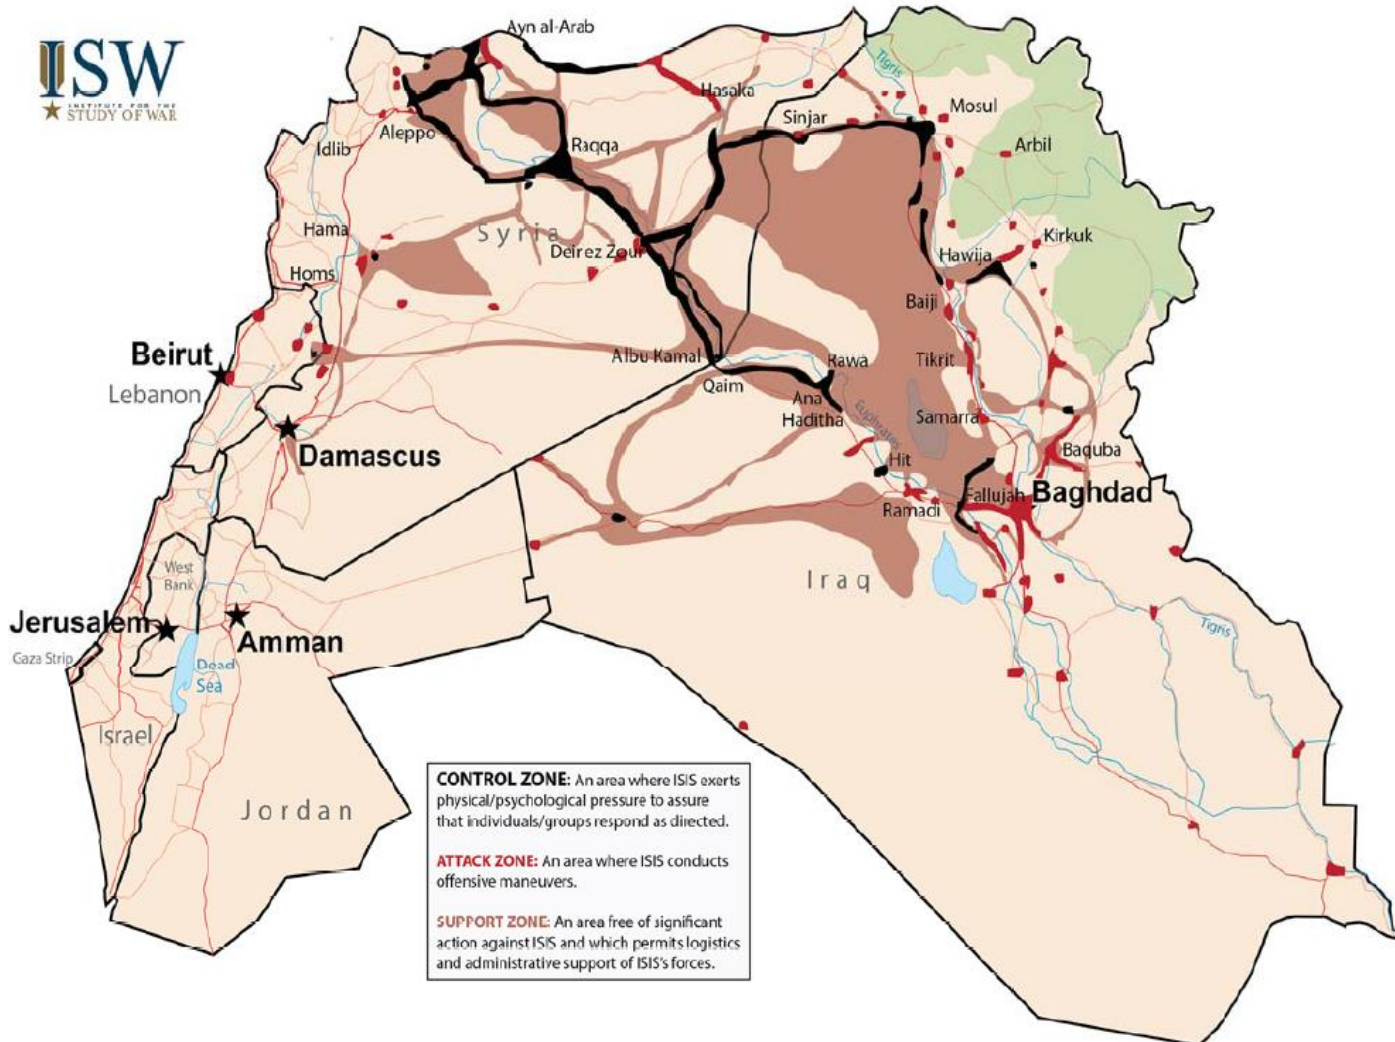 ISW
INSTITUTE FOR THE
STUDY OF WAR
Ayn al-Arab
Tigris
Hasaka
Mosul
Sinjar
Aleppo
Idlib
Raqqa
Arbil
Hama
Syria
Kirkuk
Deirez Zour
Hawija
Homs
Baiji
Beirut
Albu Kamal
Rawa
Tikrit
Lebanon
Qaim
Ana
Haditha
Euphrates
Samarra
Damascus
Hit
Baquba
Fallujah
Baghdad
Ramadi
West
Bank
Iraq
Jerusalem
Amman
Tigris
Gaza Strip
Dead
Sea
Israel
Jordan
CONTROL ZONE: An area where ISIS exerts
physical/psychological pressure to assure
that individuals/groups respond as directed.
ATTACK ZONE: An area where ISIS conducts
offensive maneuvers.
SUPPORT ZONE: An area free of significant
action against ISIS and which permits logistics
and administrative support of ISIS's forces.